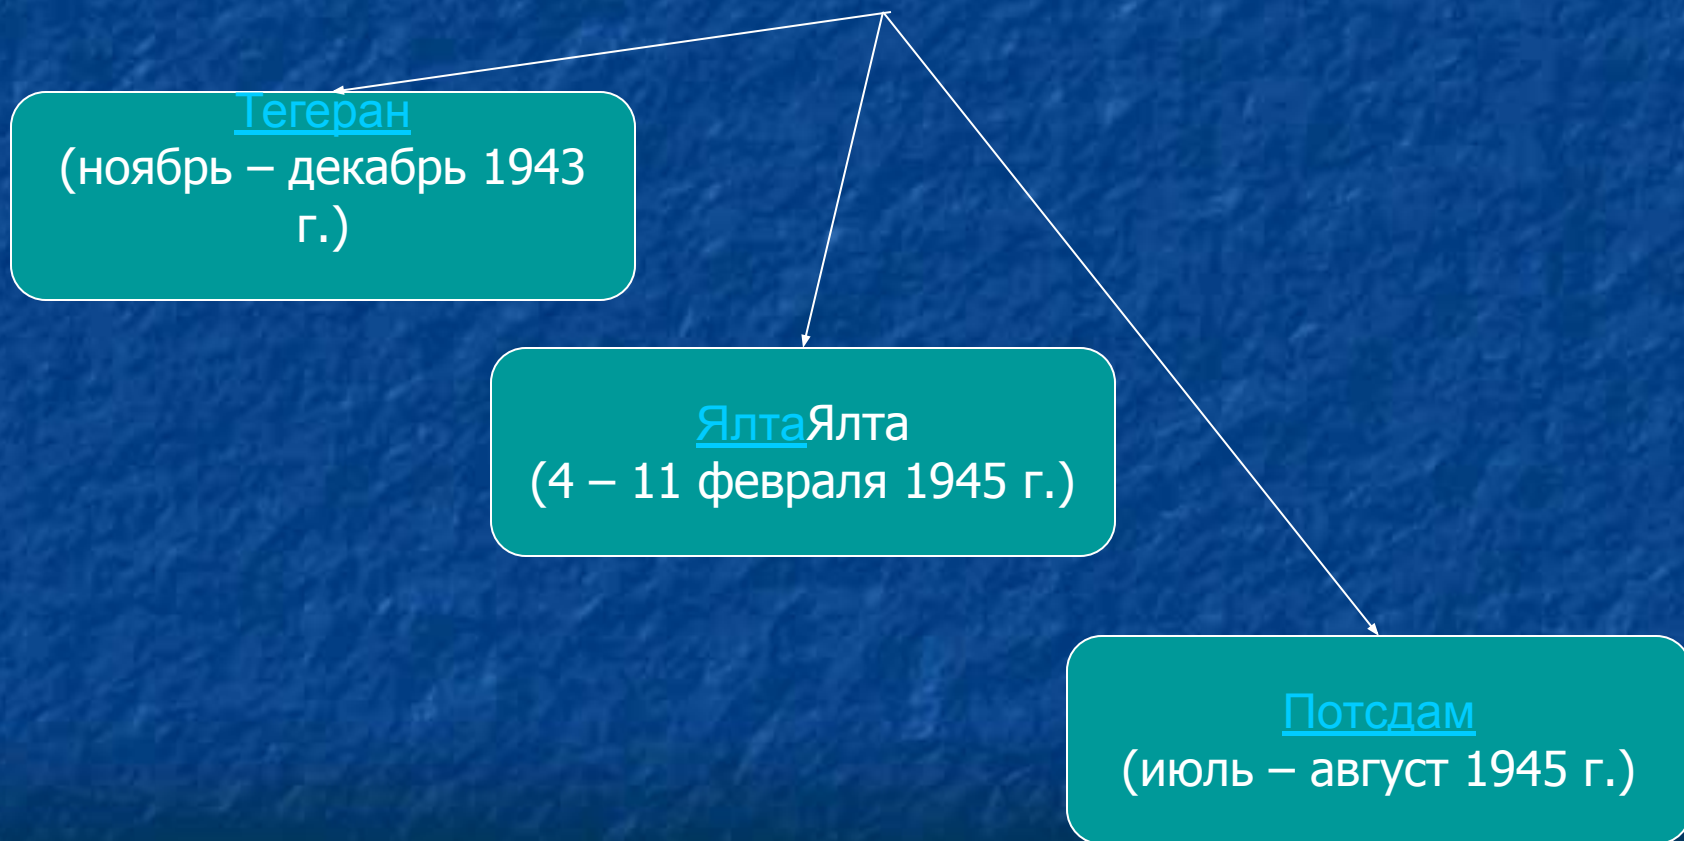 Тегеран
(ноябрь – декабрь 1943
г.)
ЯлтаЯлта
(4 – 11 февраля 1945 г.)
Потсдам
(июль – август 1945 г.)